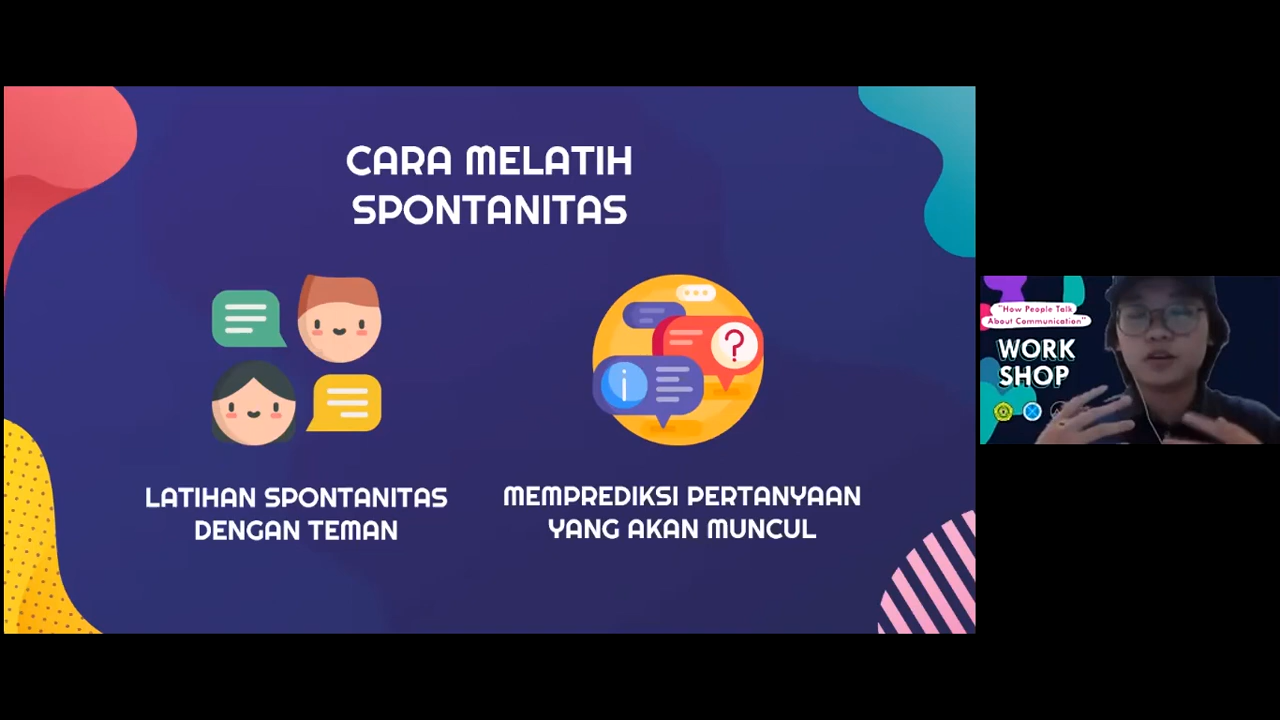 CARA MELATIH
SPONTANITAS
LATIHAN SPONTANITAS
DENGAN TEMAN
MEMPREDIKSI PERTANYAAN
YANG AKAN MUNCUL
?
i
"How People Talk
About Communication"
WORK
SHOP